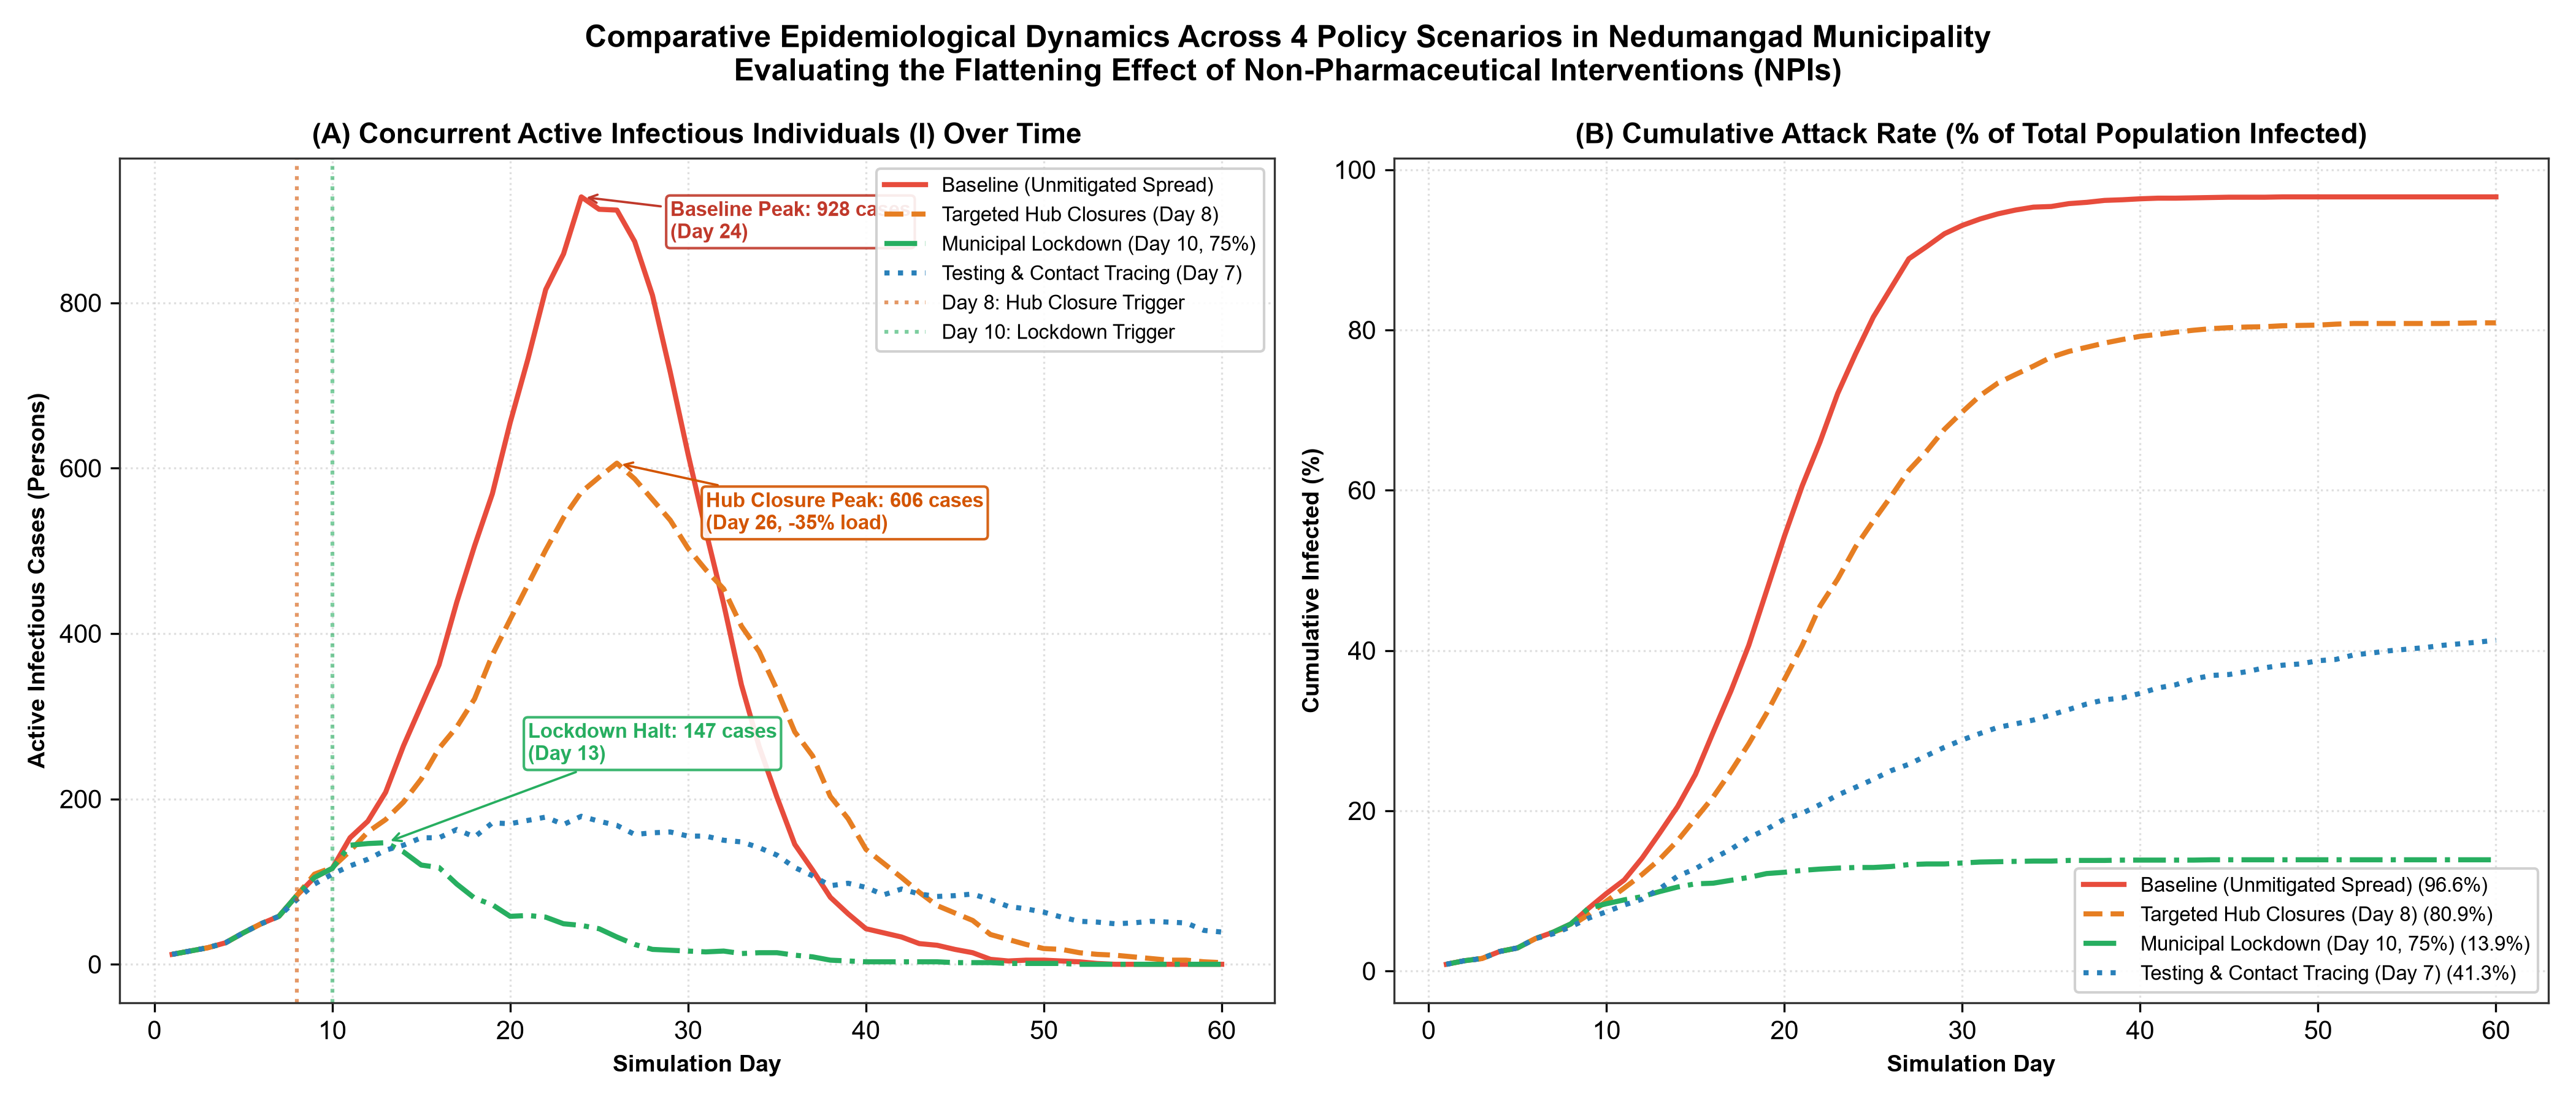 Comparative Epidemiological Dynamics Across 4 Policy Scenarios in Nedumangad Municipality
Evaluating the Flattening Effect of Non-Pharmaceutical Interventions (NPIs)
(A) Concurrent Active Infectious Individuals (I) Over Time
Active Infectious Cases (Persons)
800
600
400
200
0
0
10
20
30
40
50
60
Simulation Day
Baseline Peak: 928 cases
(Day 24)
Hub Closure Peak: 606 cases
(Day 26, -35% load)
Lockdown Halt: 147 cases
(Day 13)
Baseline (Unmitigated Spread)
Targeted Hub Closures (Day 8)
Municipal Lockdown (Day 10, 75%)
Testing & Contact Tracing (Day 7)
Day 8: Hub Closure Trigger
Day 10: Lockdown Trigger
(B) Cumulative Attack Rate (% of Total Population Infected)
Cumulative Infected (%)
100
80
60
40
20
0
0
10
20
30
40
50
60
Simulation Day
Baseline (Unmitigated Spread) (96.6%)
Targeted Hub Closures (Day 8) (80.9%)
Municipal Lockdown (Day 10, 75%) (13.9%)
Testing & Contact Tracing (Day 7) (41.3%)